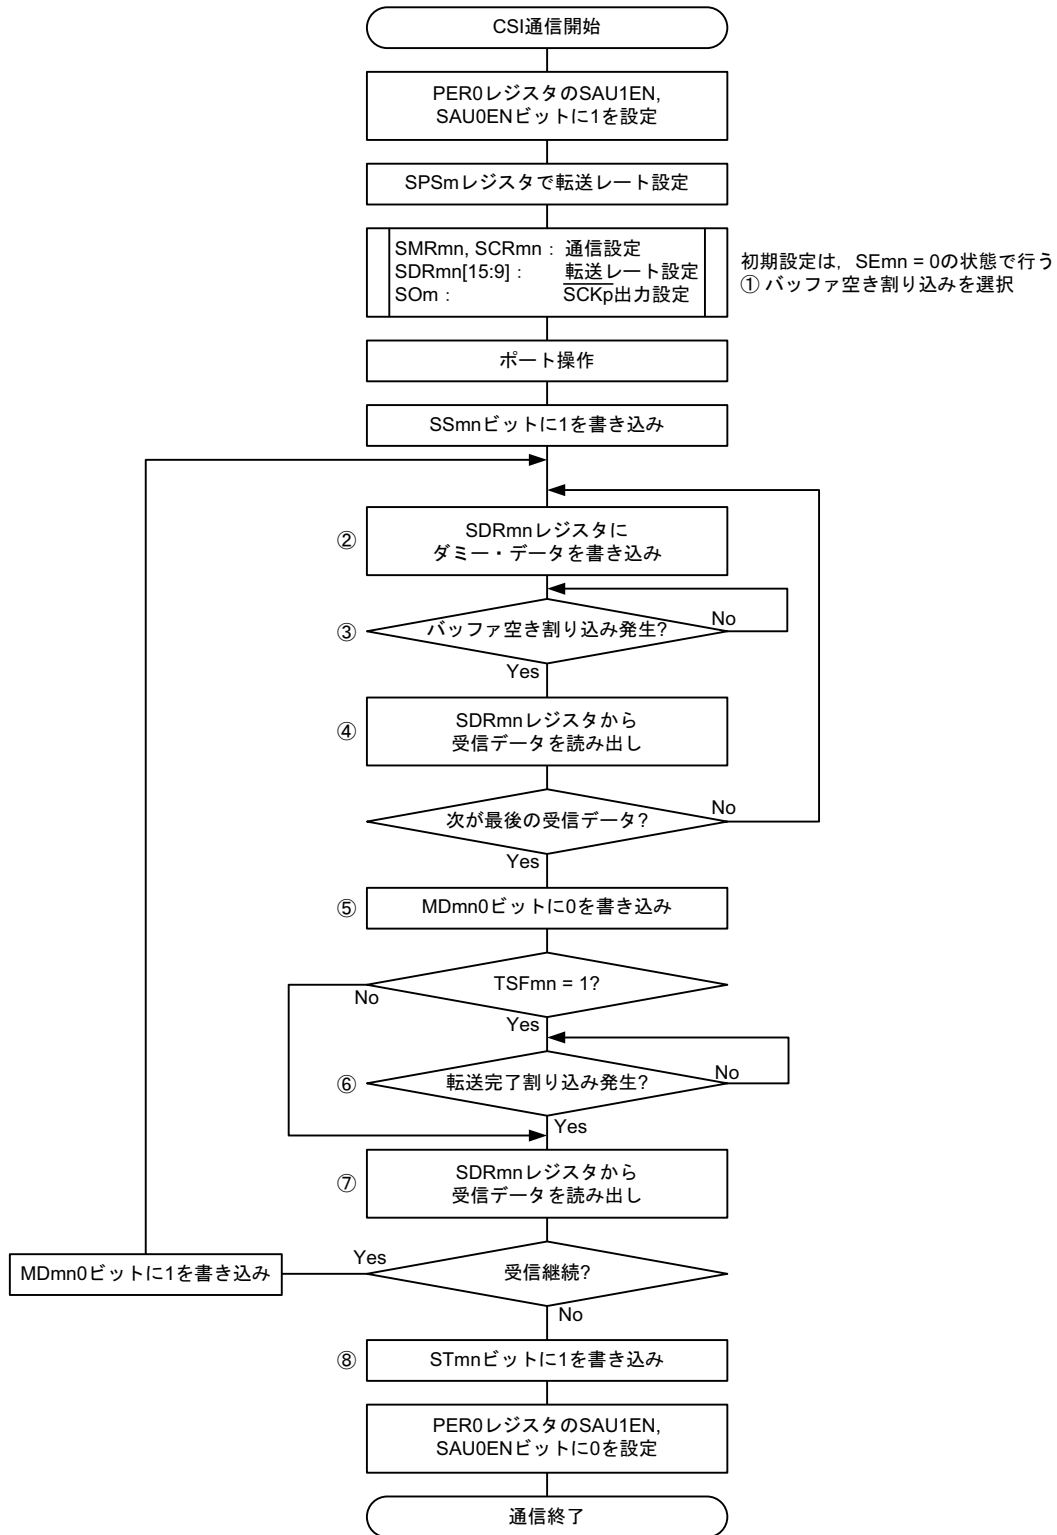 CSI通信開始
PER0レジスタのSAU1EN,
SAU0ENビットに1を設定
SPSmレジスタで転送レート設定
SMRmn, SCRmn : 通信設定
SDRmn[15:9] : 転送レート設定
SOm : SCKp出力設定
初期設定は，SEmn = 0の状態で行う
① バッファ空き割り込みを選択
ポート操作
SSmnビットに1を書き込み
②
SDRmnレジスタに
ダミー・データを書き込み
③
バッファ空き割り込み発生?
No
Yes
④
SDRmnレジスタから
受信データを読み出し
次が最後の受信データ?
No
Yes
⑤
MDmn0ビットに0を書き込み
TSFmn = 1?
No
Yes
⑥
転送完了割り込み発生?
No
Yes
⑦
SDRmnレジスタから
受信データを読み出し
MDmn0ビットに1を書き込み
Yes
受信継続?
No
⑧
STmnビットに1を書き込み
PER0レジスタのSAU1EN,
SAU0ENビットに0を設定
通信終了